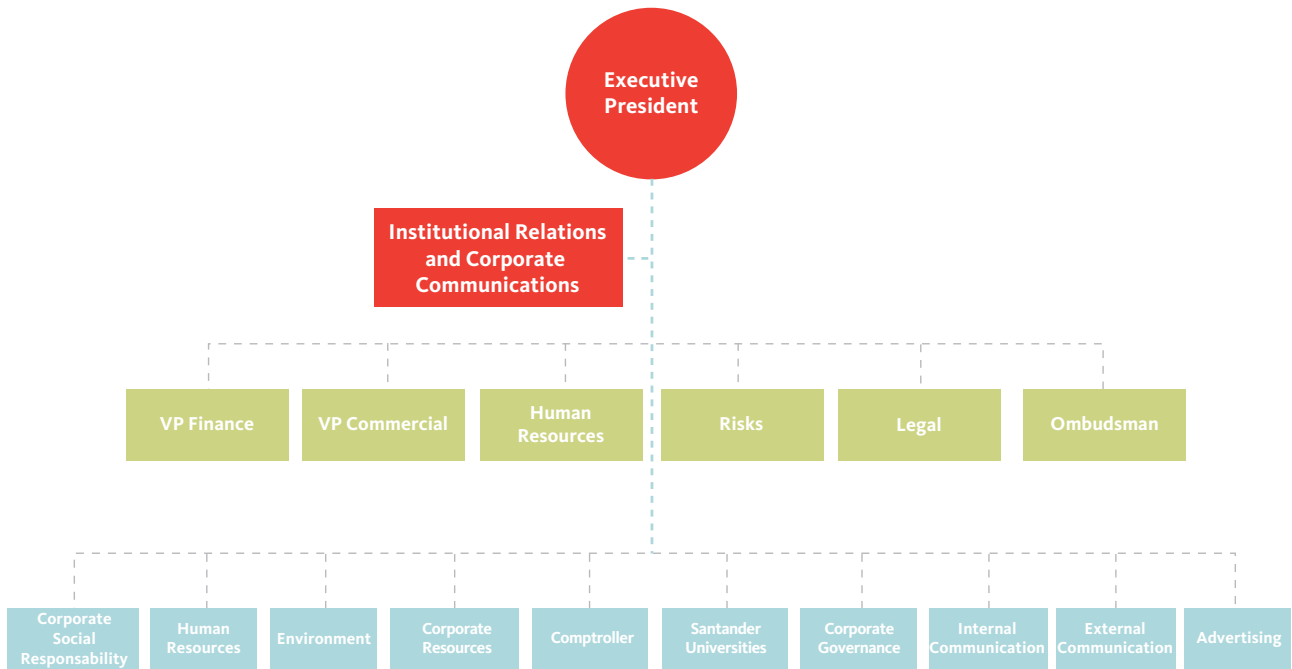 Executive
President
Institutional Relations
and Corporate
Communications
VP Finance
VP Commercial
Human
Resources
Risks
Legal
Ombudsman
Corporate
Social
Responsability
Human
Resources
Environment
Corporate
Resources
Comptroller
Santander
Universities
Corporate
Governance
Internal
Communication
External
Communication
Advertising